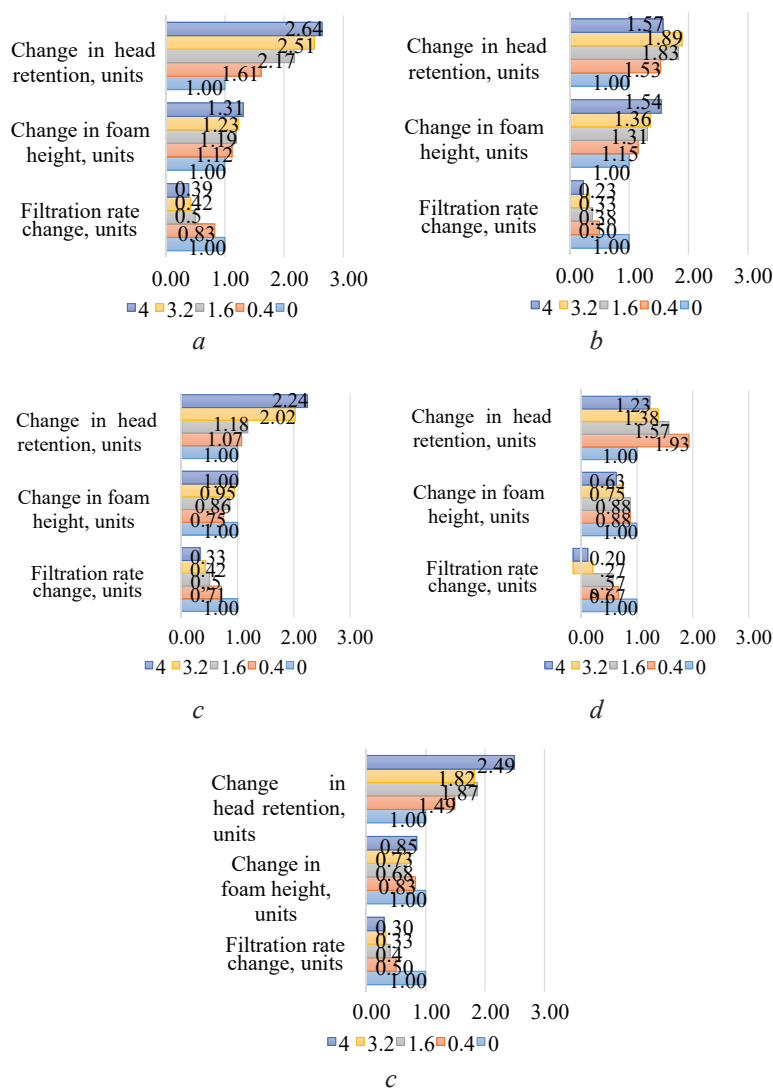 2.64
Change in head
2.51
retention, units
2.17
1.61
1.00
1.31
Change in foam
1.23
height, units
1.19
1.12
1.00
0.39
Filtration rate
0.42
change, units
0.5
0.83
1.00
0.00 1.00 2.00 3.00
4 3.2 1.6 0.4 0
a
1.57
Change in head
1.89
retention, units
1.83
1.53
1.00
1.54
Change in foam
1.36
height, units
1.31
1.15
1.00
0.23
Filtration rate
0.33
change, units
0.38
0.50
1.00
0.00 1.00 2.00 3.00
4 3.2 1.6 0.4 0
b
2.24
Change in head
2.02
retention, units
1.18
1.07
1.00
1.00
Change in foam
0.95
height, units
0.86
0.75
1.00
0.33
Filtration rate
0.42
change, units
0.5
0.71
1.00
0.00 1.00 2.00 3.00
4 3.2 1.6 0.4 0
c
1.23
Change in head
1.38
retention, units
1.57
1.93
1.00
0.63
Change in foam
0.75
height, units
0.88
0.88
1.00
0.20
Filtration rate
.27
change, units
.57
0.67
1.00
0.00 1.00 2.00 3.00
4 3.2 1.6 0.4 0
d
2.49
Change in
1.82
head retention,
1.87
units
1.49
1.00
0.85
Change in
0.73
foam height,
0.68
units
0.83
1.00
0.30
Filtration rate
0.33
change, units
0.4
0.50
1.00
0.00 1.00 2.00 3.00
4 3.2 1.6 0.4 0
c